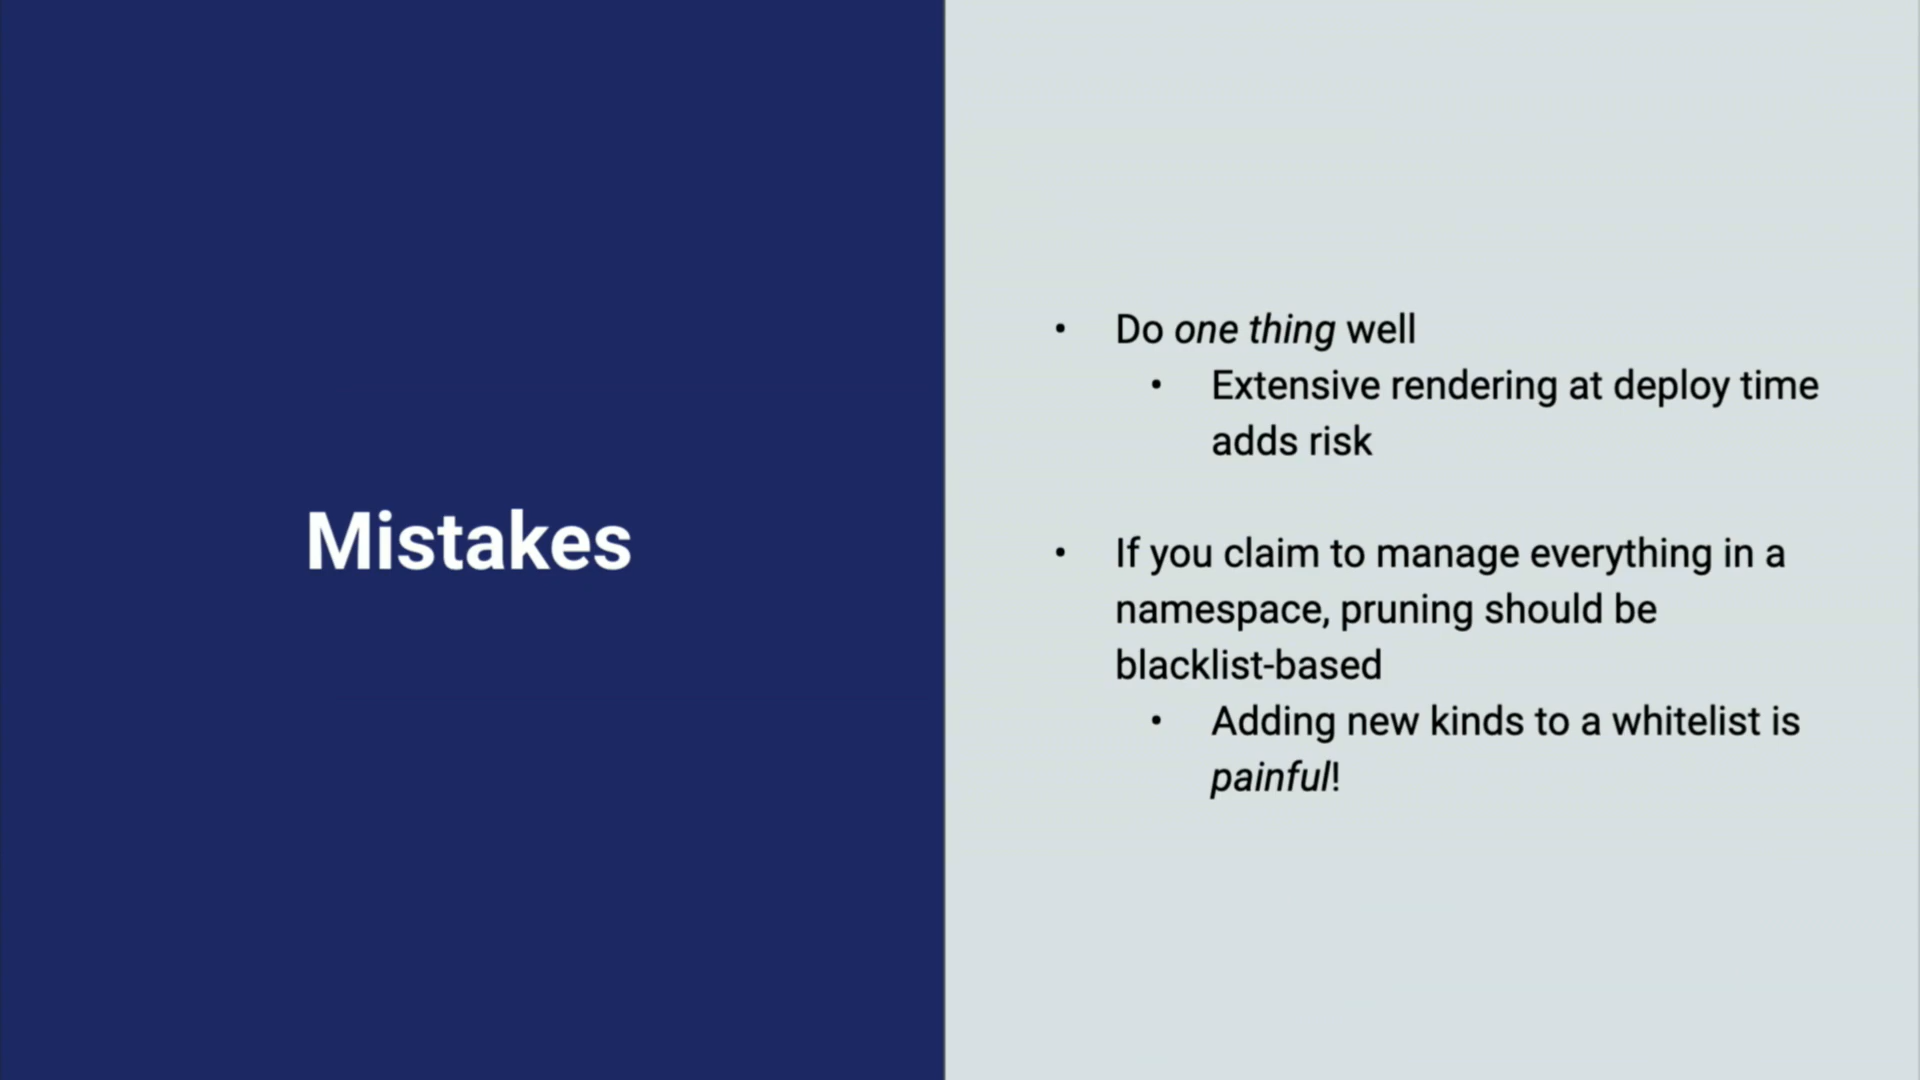 Mistakes
• Do one thing well
• Extensive rendering at deploy time
adds risk
• If you claim to manage everything in a
namespace, pruning should be
blacklist-based
• Adding new kinds to a whitelist is
painful!